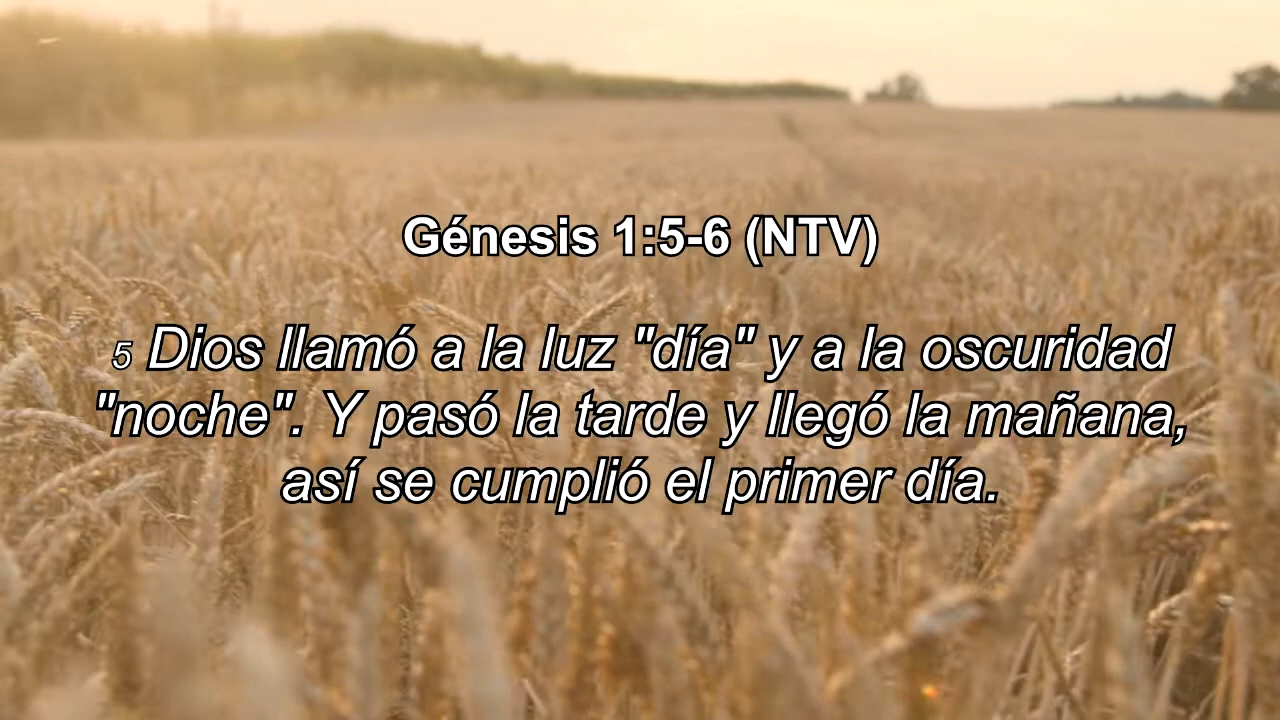 Génesis 1:5-6 (NTV)
5 Dios llamó a la luz "día" y a la oscuridad
"noche". Y pasó la tarde y llegó la mañana,
así se cumplió el primer día.